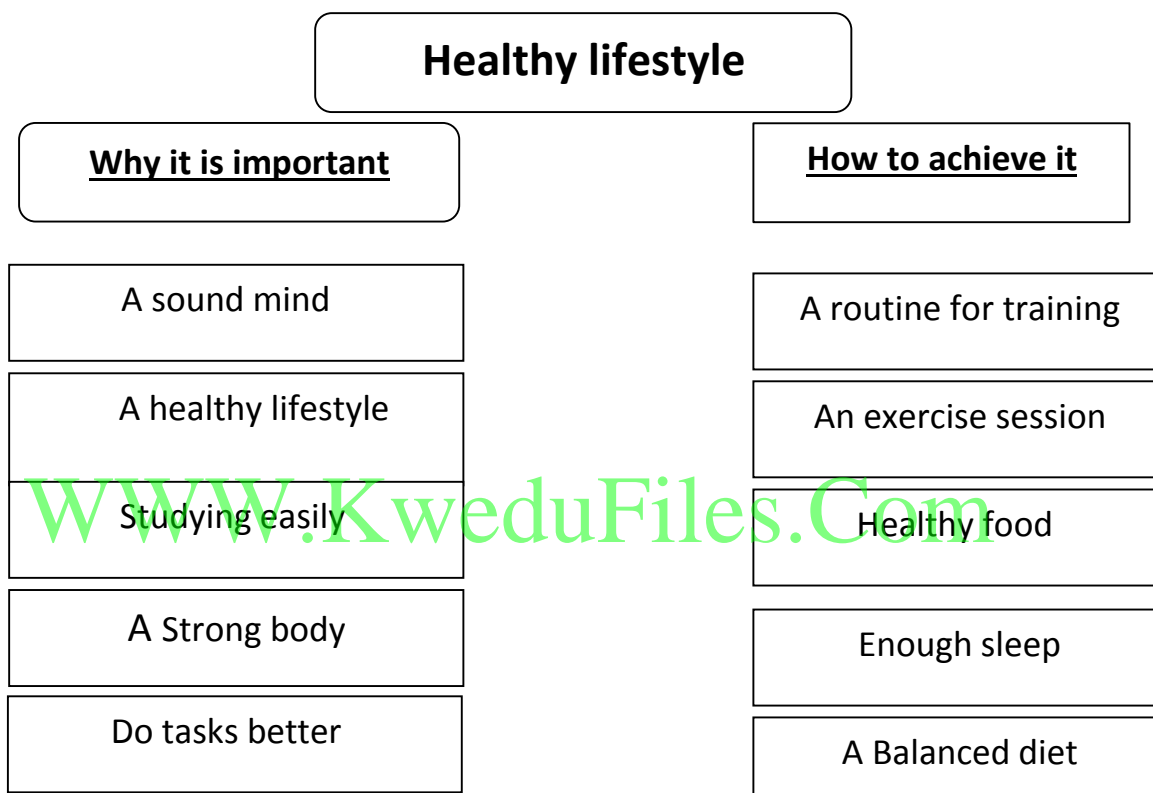 Healthy lifestyle
Why it is important
A sound mind
A healthy lifestyle
Studying easily
A Strong body
Do tasks better
How to achieve it
A routine for training
An exercise session
Healthy food
Enough sleep
A Balanced diet
WWW.KweduFiles.Com